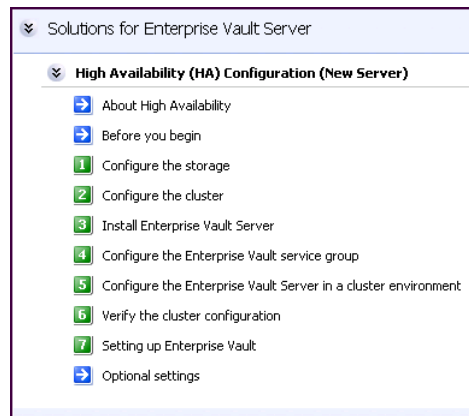 Solutions for Enterprise Vault Server
High Availability (HA) Configuration (New Server)
About High Availability
Before you begin
1 Configure the storage
2 Configure the cluster
3 Install Enterprise Vault Server
4 Configure the Enterprise Vault service group
5 Configure the Enterprise Vault Server in a cluster environment
6 Verify the cluster configuration
7 Setting up Enterprise Vault
Optional settings